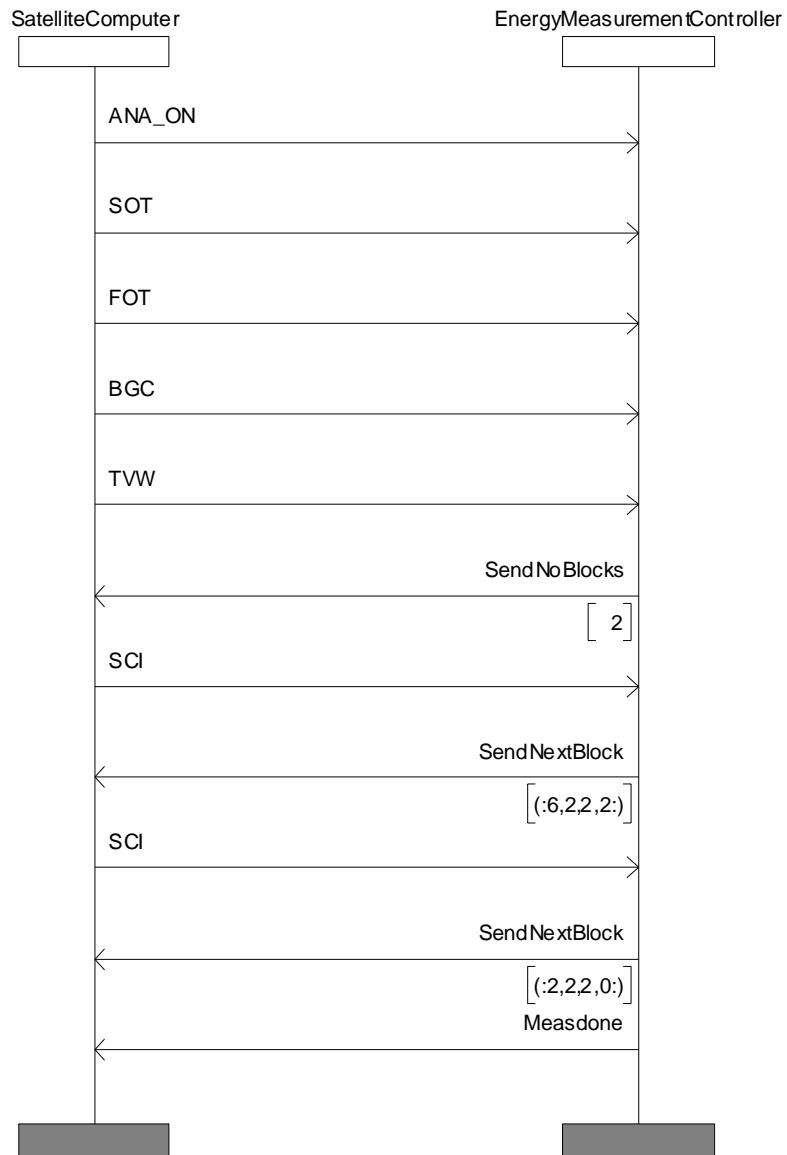 SatelliteComputer
EnergyMeasurementController
ANA_ON
SOT
FOT
BGC
TVW
SendNoBlocks
2
SCI
SendNextBlock
(:6,2,2,2:)
SCI
SendNextBlock
(:2,2,2,0:)
Measdone